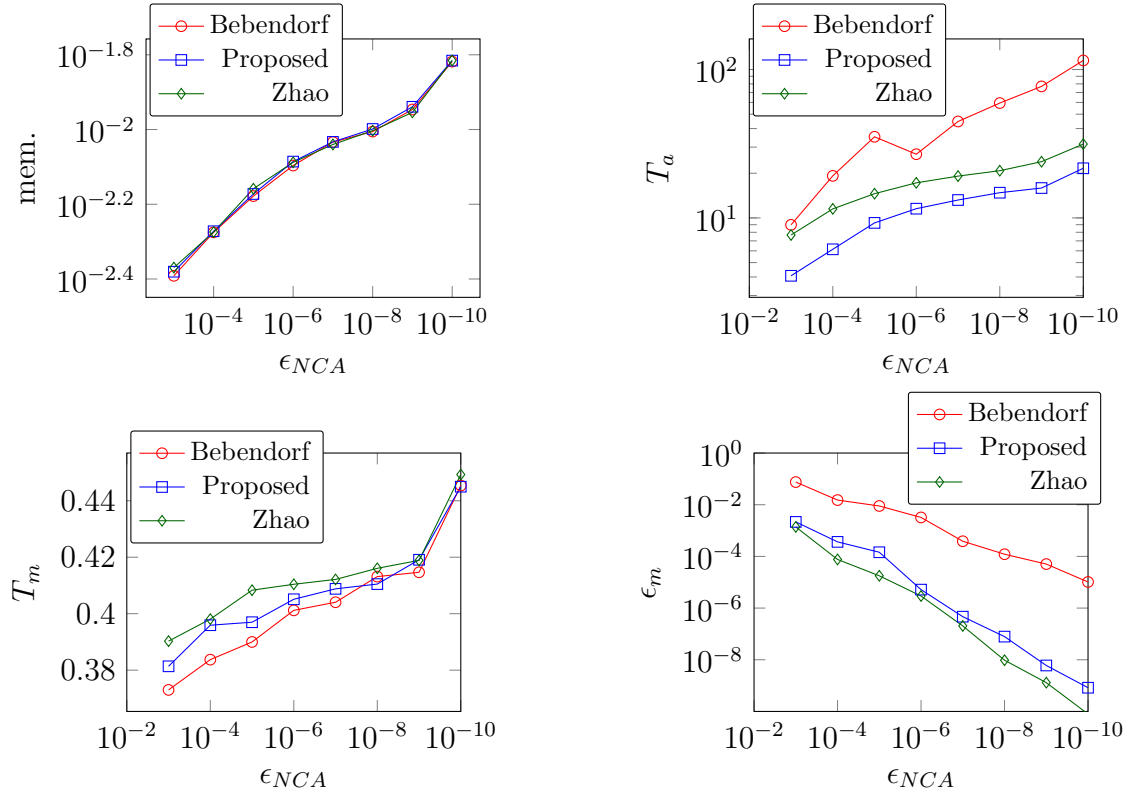 Bebendorf
Proposed
Zhao
10^{-1.8}
10^{-2}
10^{-2.2}
10^{-2.4}
mem.
10^{-4}
10^{-6}
10^{-8}
10^{-10}
ϵ_{NCA}
Bebendorf
Proposed
Zhao
10^{2}
10^{1}
T_a
10^{-2}
10^{-4}
10^{-6}
10^{-8}
10^{-10}
ϵ_{NCA}
Bebendorf
Proposed
Zhao
0.44
0.42
0.4
0.38
T_m
10^{-2}
10^{-4}
10^{-6}
10^{-8}
10^{-10}
ϵ_{NCA}
Bebendorf
Proposed
Zhao
10^{0}
10^{-2}
10^{-4}
10^{-6}
10^{-8}
ϵ_m
10^{-2}
10^{-4}
10^{-6}
10^{-8}
10^{-10}
ϵ_{NCA}